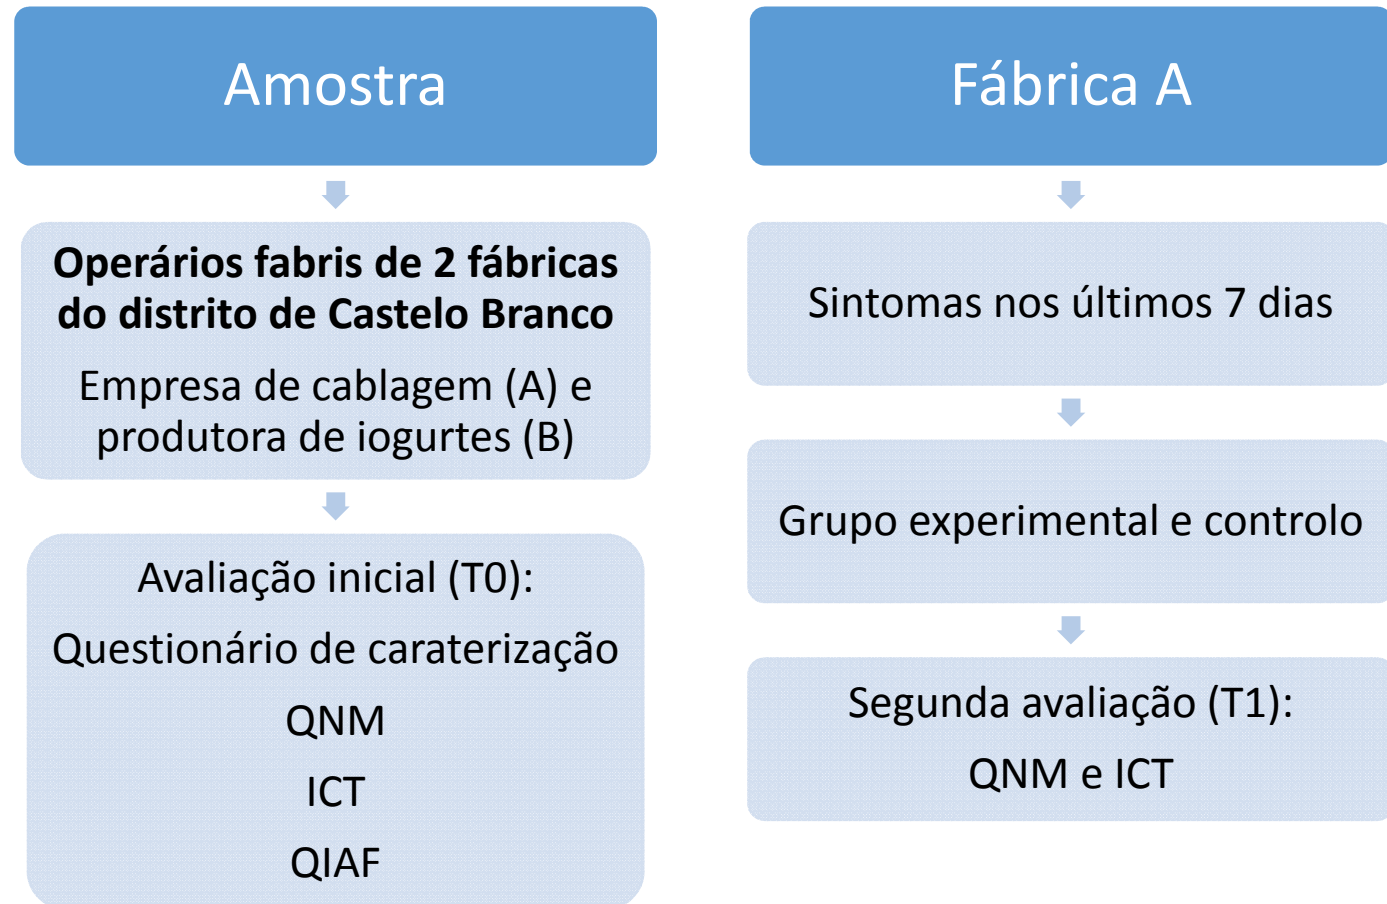 Amostra
Operários fabris de 2 fábricas
do distrito de Castelo Branco
Empresa de cablagem (A) e
produtora de iogurtes (B)
Avaliação inicial (T0):
Questionário de caraterização
QNM
ICT
QIAF
Fábrica A
Sintomas nos últimos 7 dias
Grupo experimental e controlo
Segunda avaliação (T1):
QNM e ICT